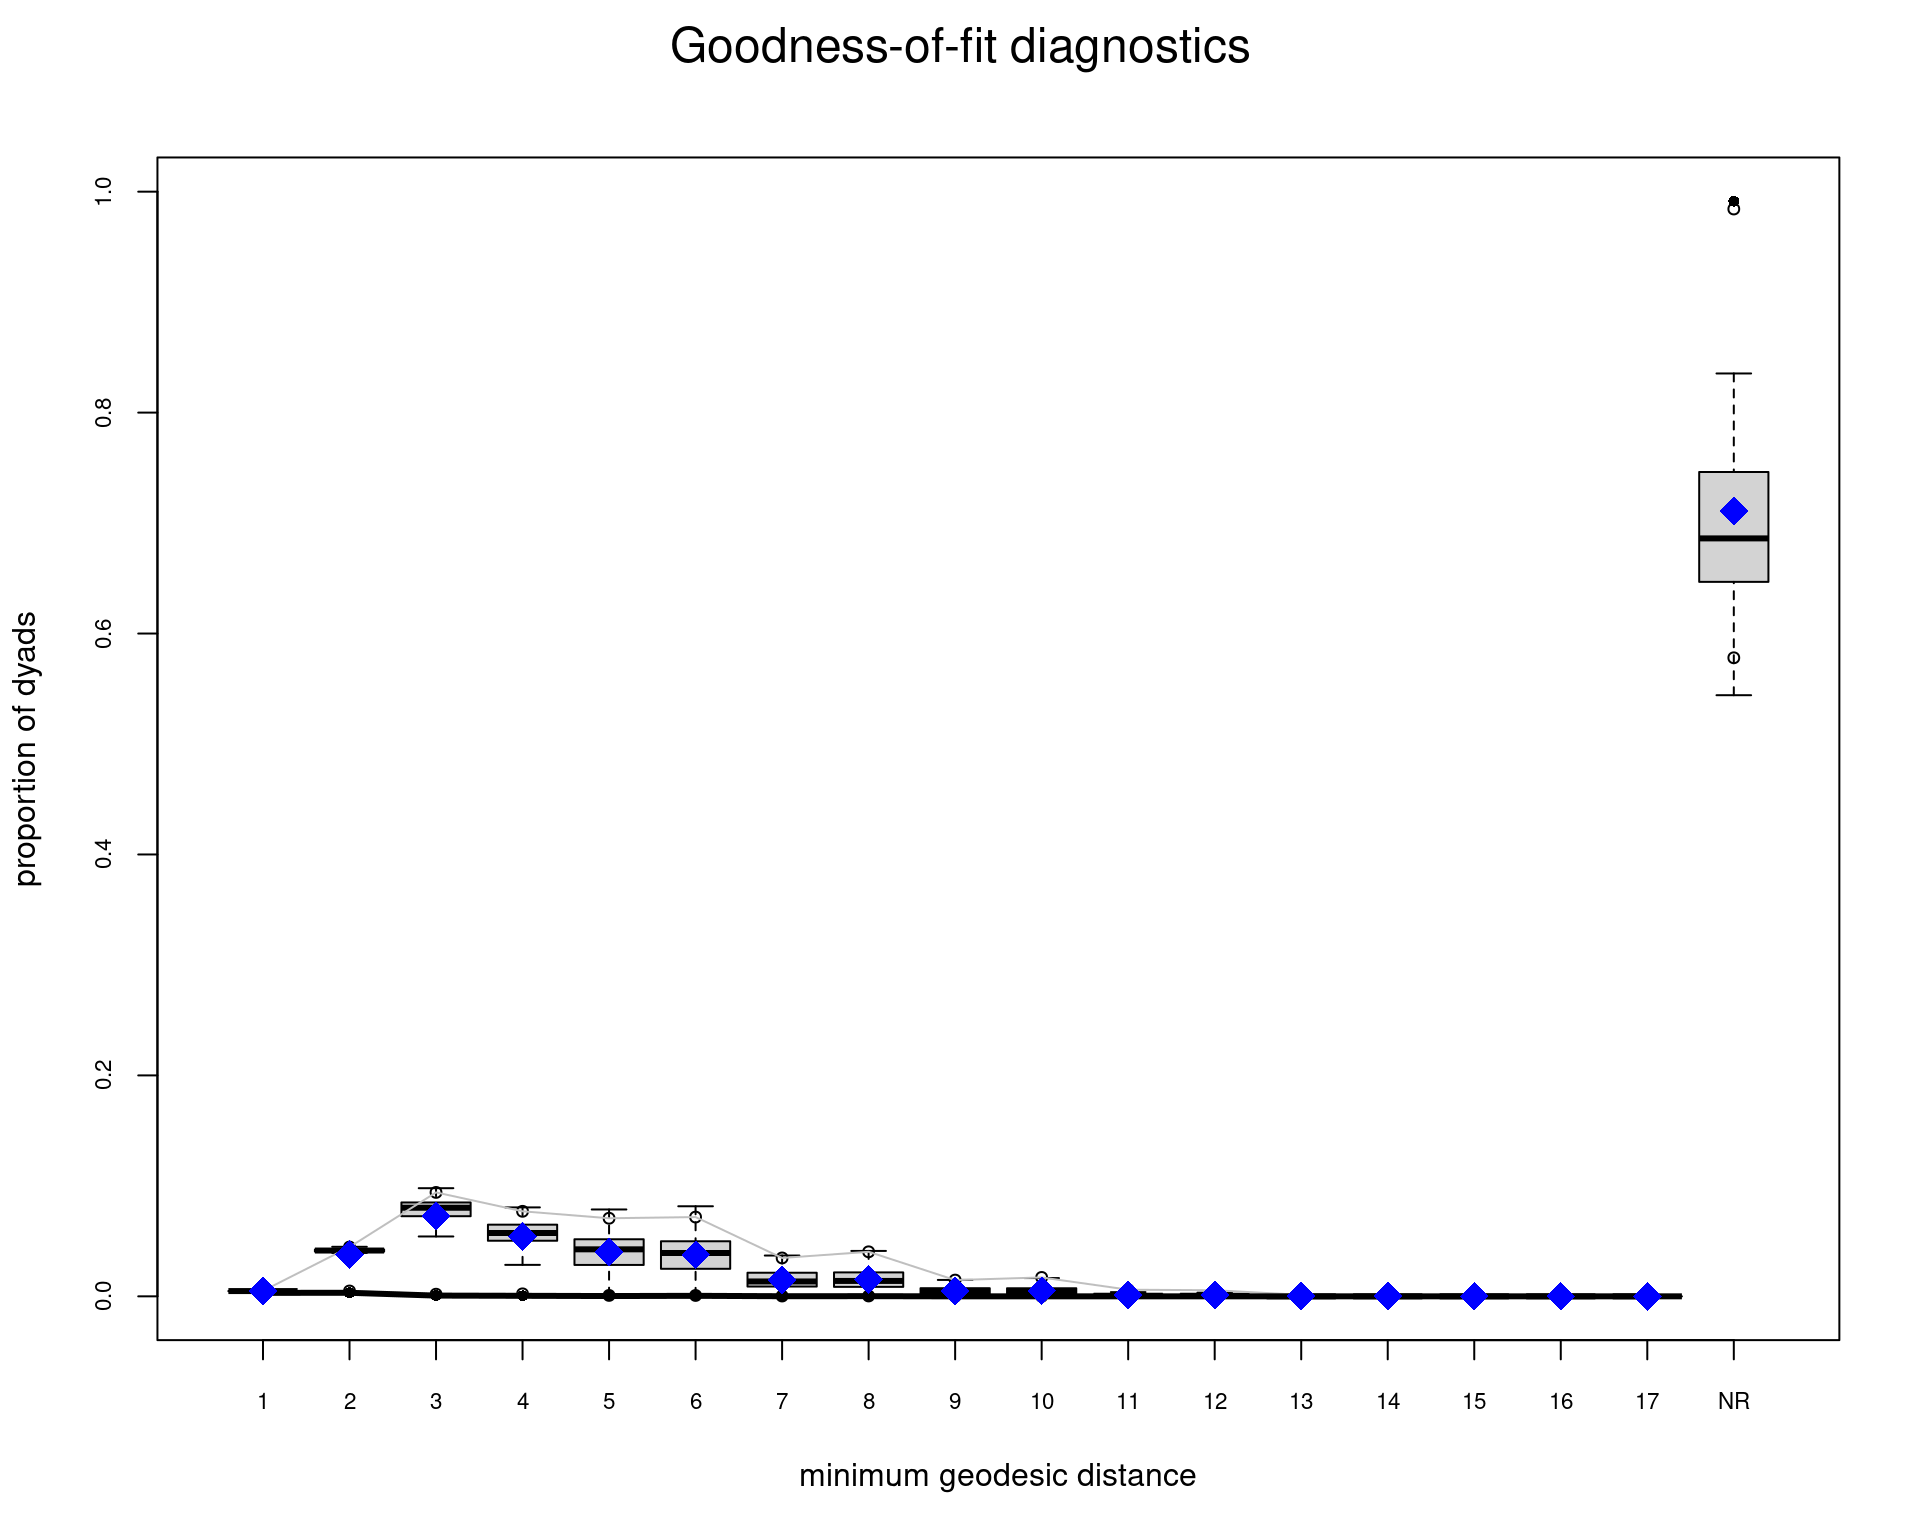 Goodness-of-fit diagnostics
proportion of dyads
1.0
0.8
0.6
0.4
0.2
0.0
1 2 3 4 5 6 7 8 9 10 11 12 13 14 15 16 17 NR
minimum geodesic distance